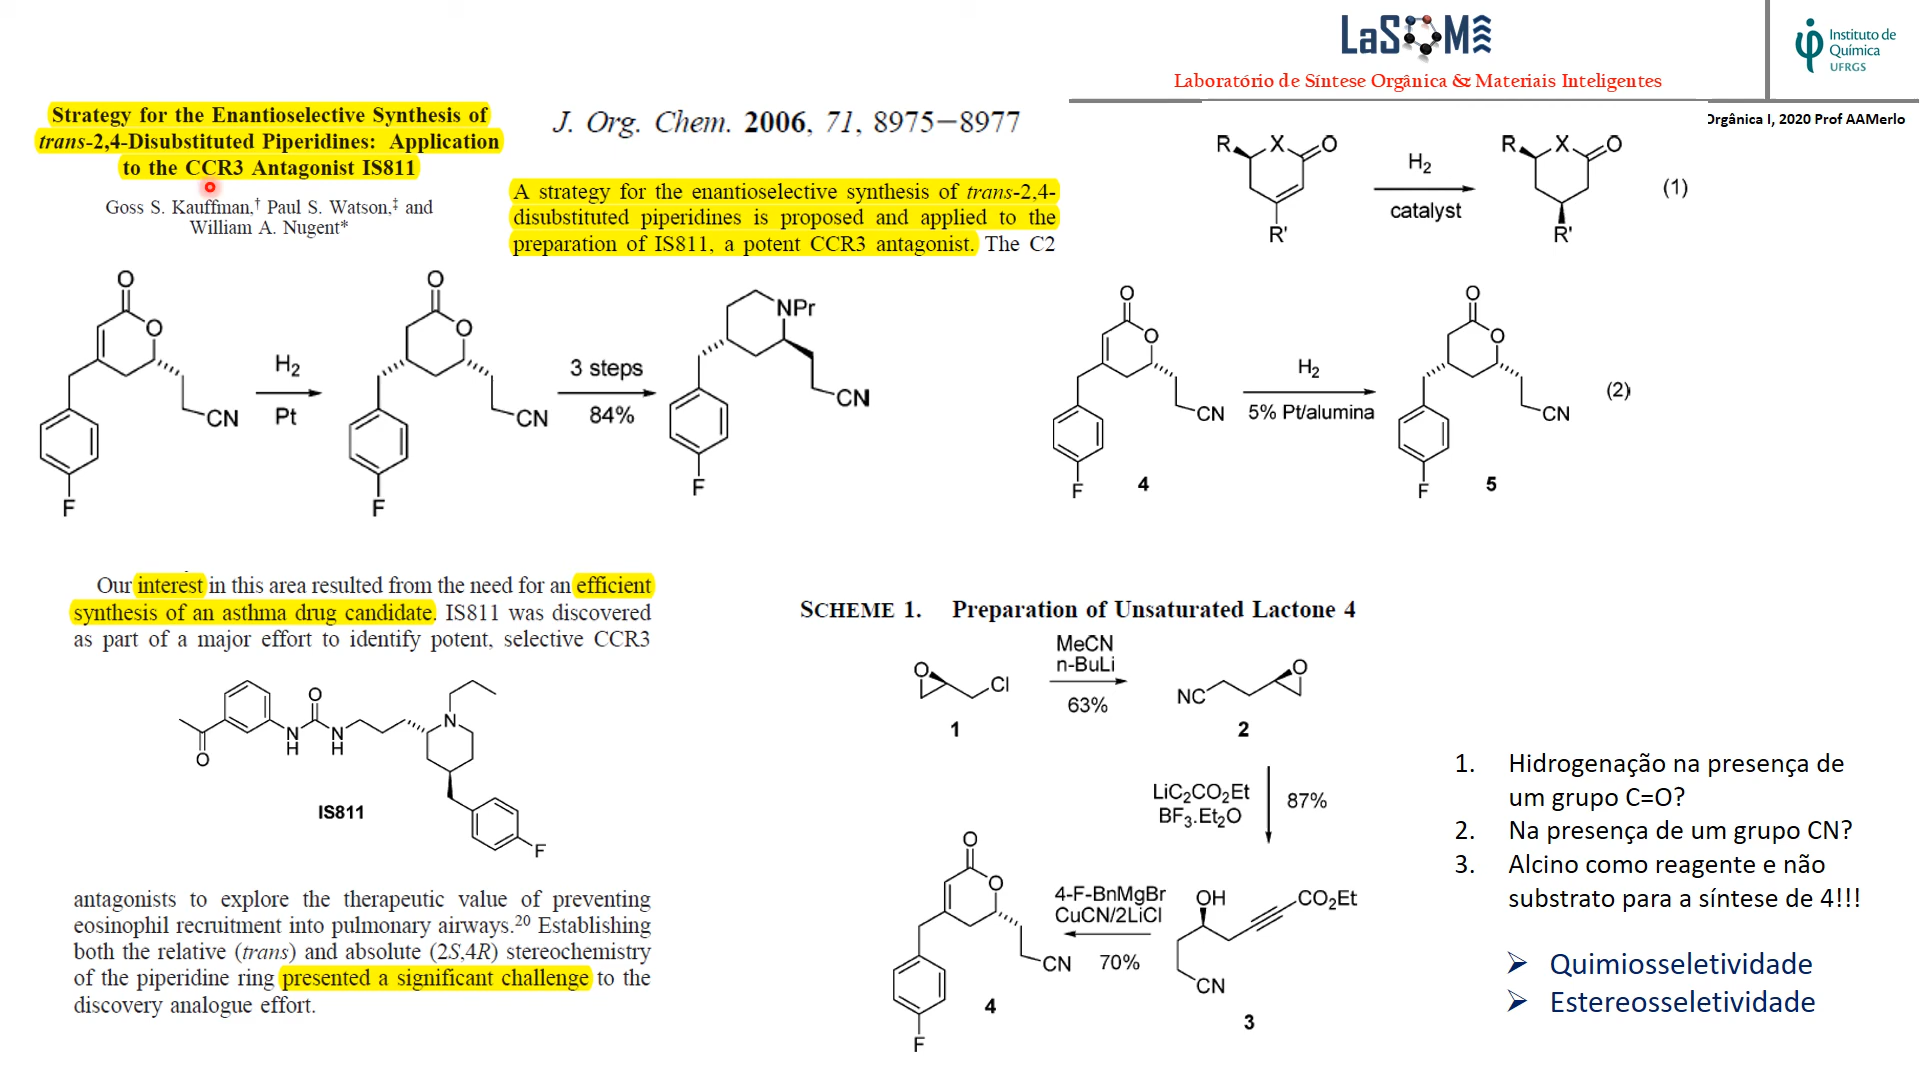 LaSOMI
Laboratório de Síntese Orgânica & Materiais Inteligentes
Instituto de
Química
UFRGS
Orgânica I, 2020 Prof AAMerlo
Strategy for the Enantioselective Synthesis of
trans-2,4-Disubstituted Piperidines: Application
to the CCR3 Antagonist IS811
Goss S. Kauffman,† Paul S. Watson,‡ and
William A. Nugent*
J. Org. Chem. 2006, 71, 8975−8977
A strategy for the enantioselective synthesis of trans-2,4-
disubstituted piperidines is proposed and applied to the
preparation of IS811, a potent CCR3 antagonist. The C2
R X O
R'
H2
catalyst
R X O
R'
(1)
O
O
CN
F
H2
Pt
O
O
CN
F
3 steps
84%
NPr
CN
F
O
O
CN
F
4
H2
5% Pt/alumina
O
O
CN
F
5
(2)
Our interest in this area resulted from the need for an efficient
synthesis of an asthma drug candidate. IS811 was discovered
as part of a major effort to identify potent, selective CCR3
O
O
N
H
N
H
N
F
IS811
antagonists to explore the therapeutic value of preventing
eosinophil recruitment into pulmonary airways.20 Establishing
both the relative (trans) and absolute (2S,4R) stereochemistry
of the piperidine ring presented a significant challenge to the
discovery analogue effort.
SCHEME 1. Preparation of Unsaturated Lactone 4
O
Cl
1
MeCN
n-BuLi
63%
NC
O
2
LiC2CO2Et
BF3.Et2O
87%
OH
CO2Et
CN
3
4-F-BnMgBr
CuCN/2LiCl
70%
O
O
CN
F
4
1. Hidrogenação na presença de
um grupo C=O?
2. Na presença de um grupo CN?
3. Alcino como reagente e não
substrato para a síntese de 4!!!
➢ Quimiosseletividade
➢ Estereosseletividade